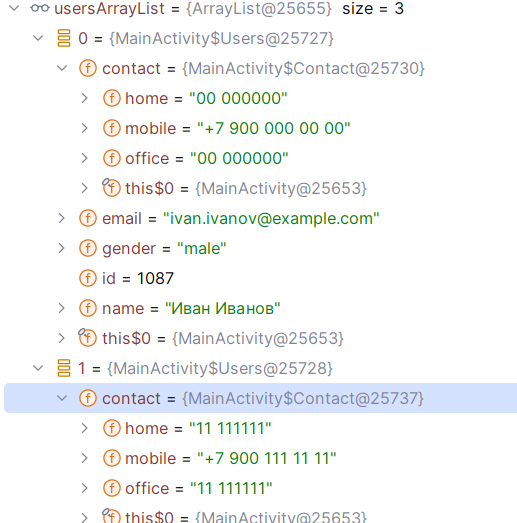 usersArrayList = {ArrayList@25655} size = 3
0 = {MainActivity$Users@25727}
f contact = {MainActivity$Contact@25730}
f home = "00 000000"
f mobile = "+7 900 000 00 00"
f office = "00 000000"
f this$0 = {MainActivity@25653}
f email = "ivan.ivanov@example.com"
f gender = "male"
f id = 1087
f name = "Иван Иванов"
f this$0 = {MainActivity@25653}
1 = {MainActivity$Users@25728}
f contact = {MainActivity$Contact@25737}
f home = "11 111111"
f mobile = "+7 900 111 11 11"
f office = "11 111111"
f this$0 = {MainActivity@25653}